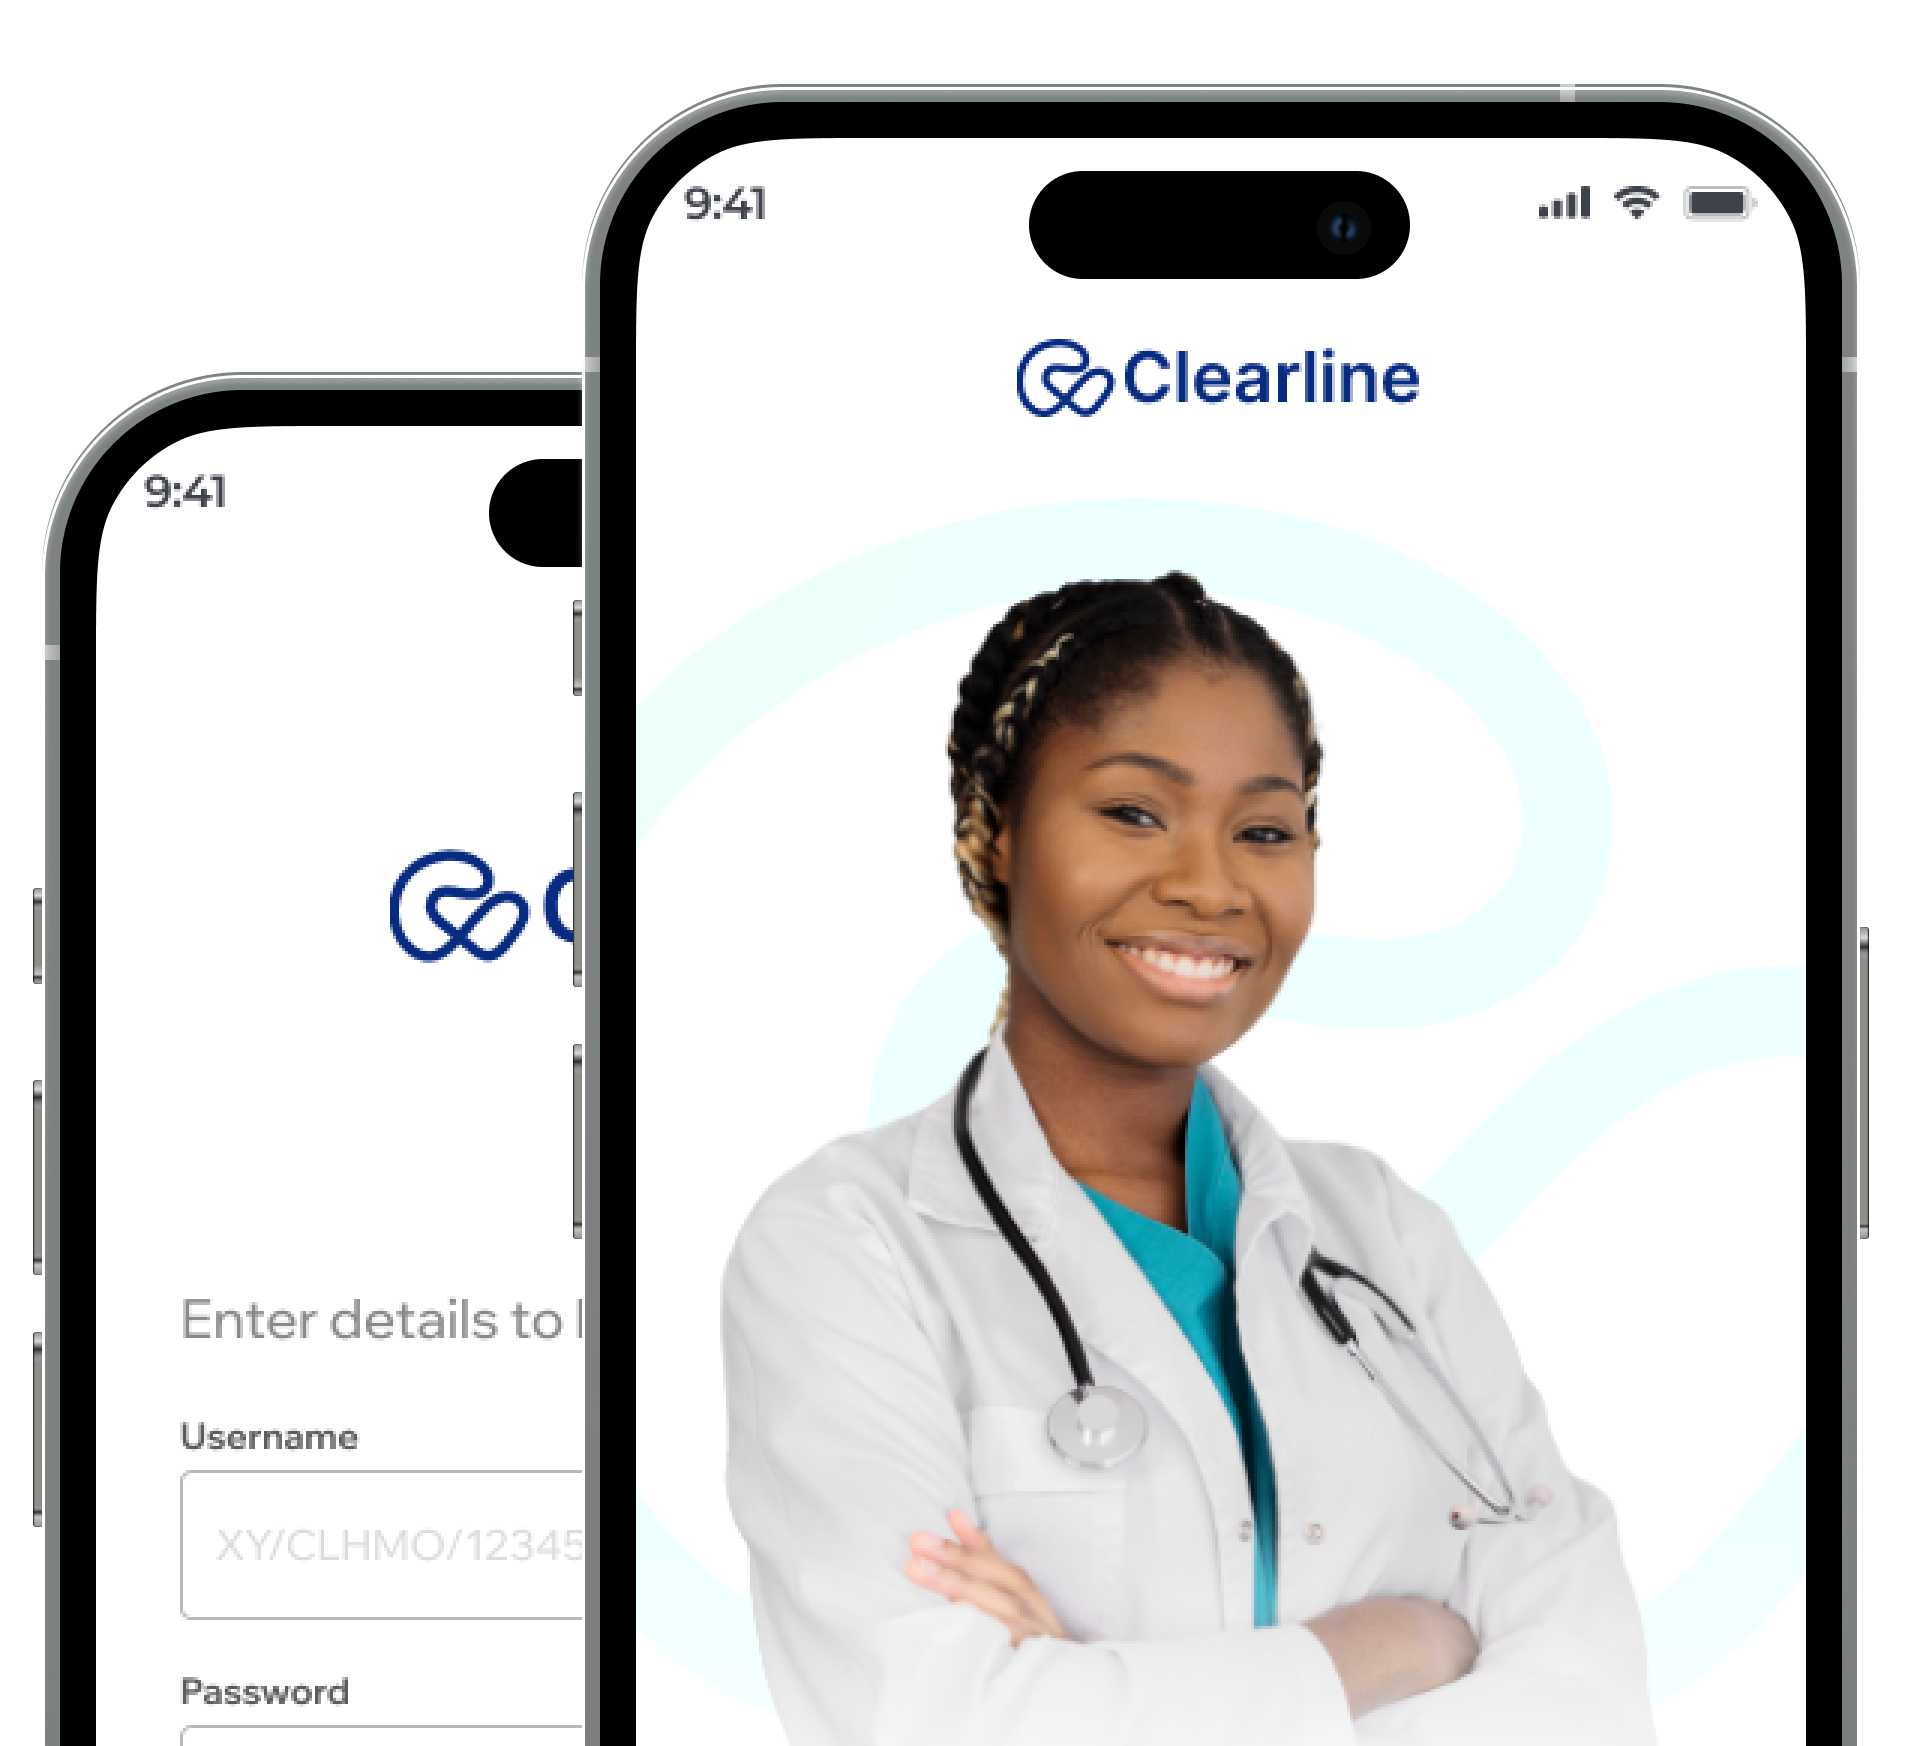 9:41
Clearline
9:41
Enter details to
Username
XY/CLHMO/12345
Password